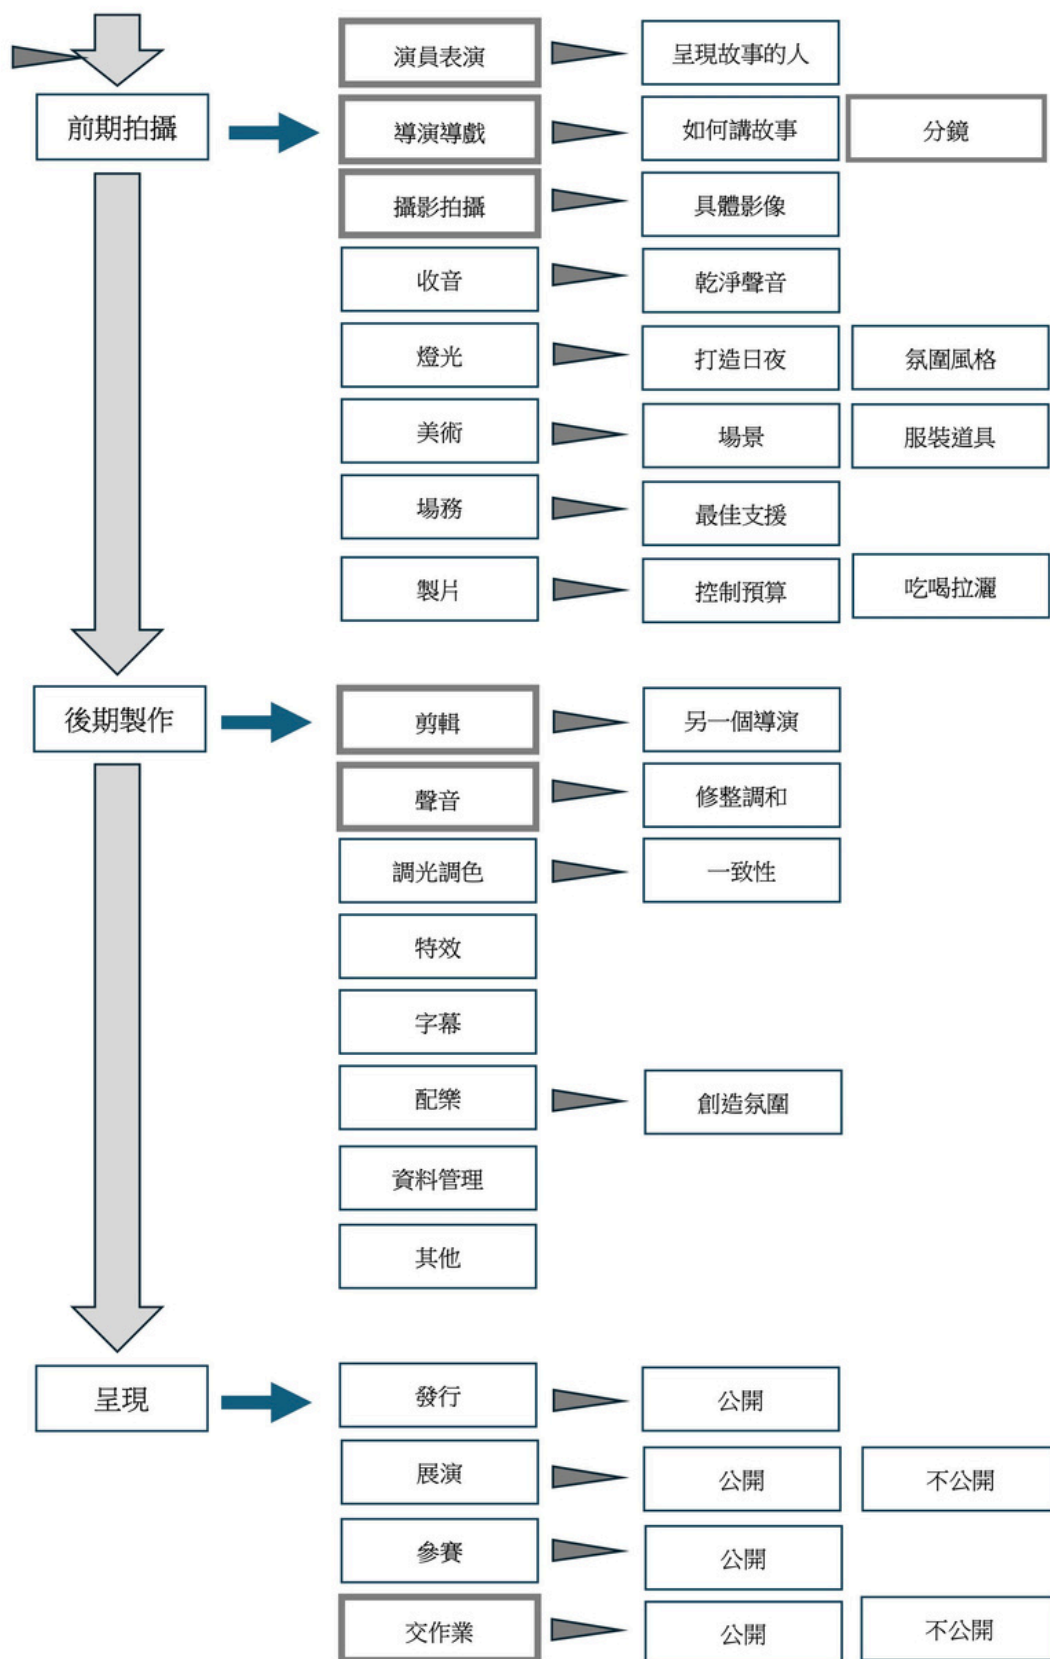 演員表演
呈現故事的人
前期拍攝
導演導戲
如何講故事
分鏡
攝影拍攝
具體影像
收音
乾淨聲音
燈光
打造日夜
氛圍風格
美術
場景
服裝道具
場務
最佳支援
製片
控制預算
吃喝拉灑
後期製作
剪輯
另一個導演
聲音
修整調和
調光調色
一致性
特效
字幕
配樂
創造氛圍
資料管理
其他
呈現
發行
公開
展演
公開
不公開
參賽
公開
交作業
公開
不公開